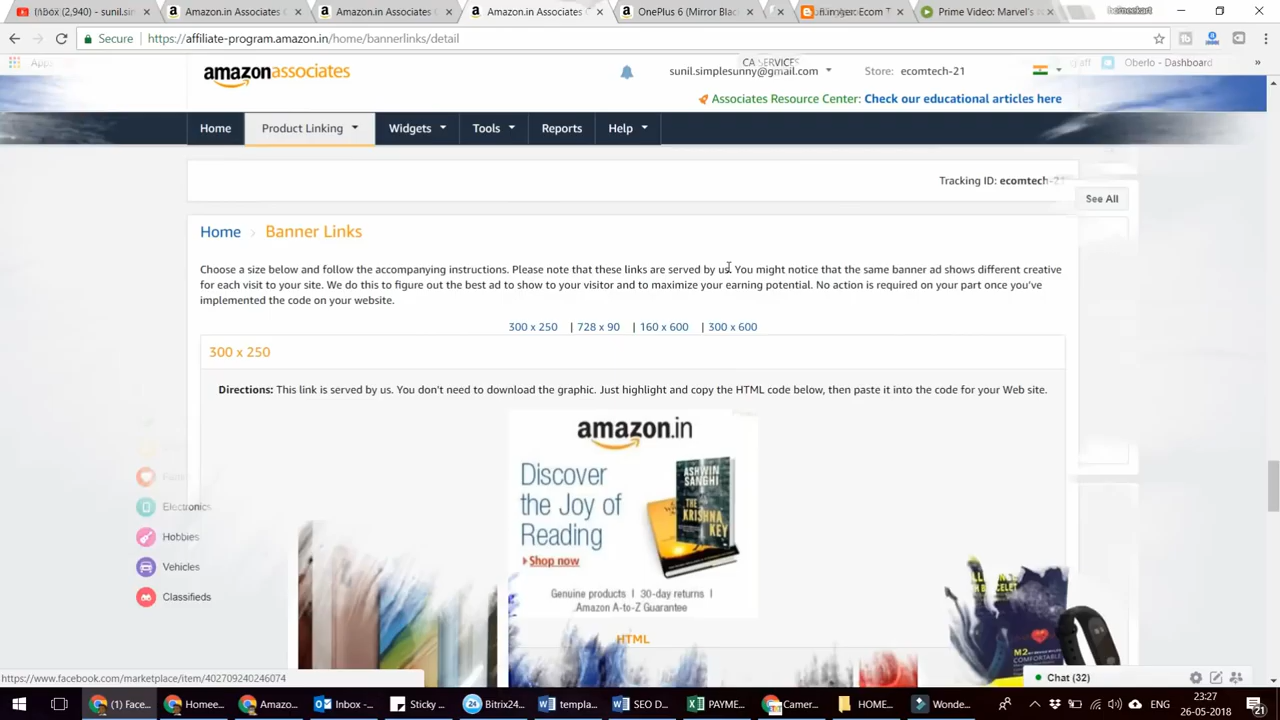 (Inbox (2,940) - sunil.sin
Amazon.in Associates C
Amazon.in Associates
Amazon.in Associates
OnePlus 6 (Mirror Blac
Blogger: Ecom T
Prime Video: Marvel's
homeekart
Secure | https://affiliate-program.amazon.in/home/bannerlinks/detail
Apps
CA SERVICES
Oberlo - Dashboard
»
amazonassociates
sunil.simplesunny@gmail.com
Store: ecomtech-21
Associates Resource Center: Check our educational articles here
Home
Product Linking
Widgets
Tools
Reports
Help
Tracking ID: ecomtech-21
See All
Home › Banner Links
Choose a size below and follow the accompanying instructions. Please note that these links are served by us. You might notice that the same banner ad shows different creative
for each visit to your site. We do this to figure out the best ad to show to your visitor and to maximize your earning potential. No action is required on your part once you've
implemented the code on your website.
300 x 250 | 728 x 90 | 160 x 600 | 300 x 600
300 x 250
Directions: This link is served by us. You don't need to download the graphic. Just highlight and copy the HTML code below, then paste it into the code for your Web site.
amazon.in
Discover
the Joy of
Reading
Shop now
ASHWIN
SANGHI
THE
KRISHNA
KEY
Genuine products | 30-day returns |
Amazon A-to-Z Guarantee
HTML
Electronics
Hobbies
Vehicles
Classifieds
M2
COMFORTABLE
https://www.facebook.com/marketplace/item/402709240246074
Chat (32)
(1) Face...
Homee...
Amazo...
Inbox - ...
Sticky ...
Bitrix24...
templa...
SEO D...
PAYME...
Camer...
HOME...
Wonde...
ENG
23:27
26-05-2018
21